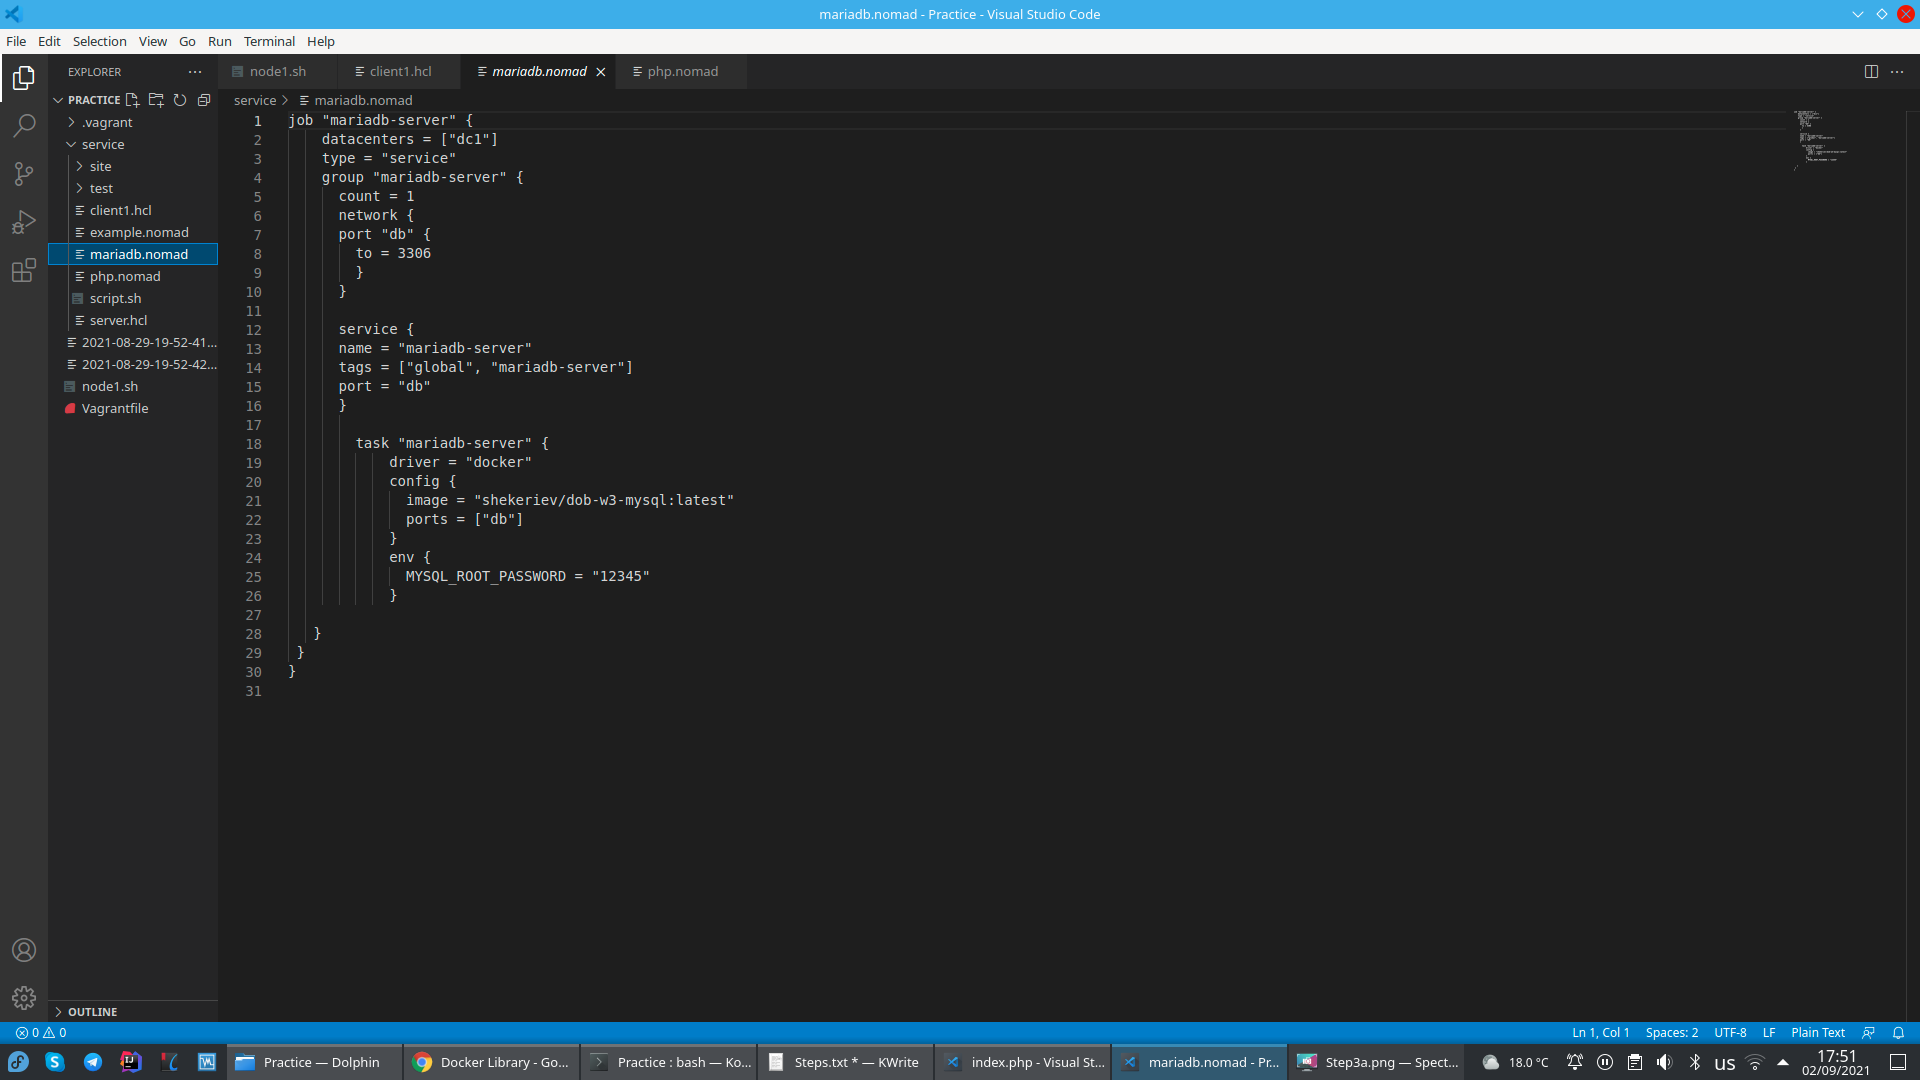 mariadb.nomad - Practice - Visual Studio Code
File Edit Selection View Go Run Terminal Help
EXPLORER
PRACTICE
.vagrant
service
site
test
client1.hcl
example.nomad
mariadb.nomad
php.nomad
script.sh
server.hcl
2021-08-29-19-52-41...
2021-08-29-19-52-42...
node1.sh
Vagrantfile
OUTLINE
node1.sh client1.hcl mariadb.nomad php.nomad
service > mariadb.nomad
1 job "mariadb-server" {
2 datacenters = ["dc1"]
3 type = "service"
4 group "mariadb-server" {
5 count = 1
6 network {
7 port "db" {
8 to = 3306
9 }
10 }
11
12 service {
13 name = "mariadb-server"
14 tags = ["global", "mariadb-server"]
15 port = "db"
16 }
17
18 task "mariadb-server" {
19 driver = "docker"
20 config {
21 image = "shekeriev/dob-w3-mysql:latest"
22 ports = ["db"]
23 }
24 env {
25 MYSQL_ROOT_PASSWORD = "12345"
26 }
27
28 }
29 }
30 }
31
0 0 Ln 1, Col 1 Spaces: 2 UTF-8 LF Plain Text
Practice — Dolphin Docker Library - Go... Practice : bash — Ko... Steps.txt * — KWrite index.php - Visual St... mariadb.nomad - Pr... Step3a.png — Spect... 18.0 °C us 17:51
02/09/2021